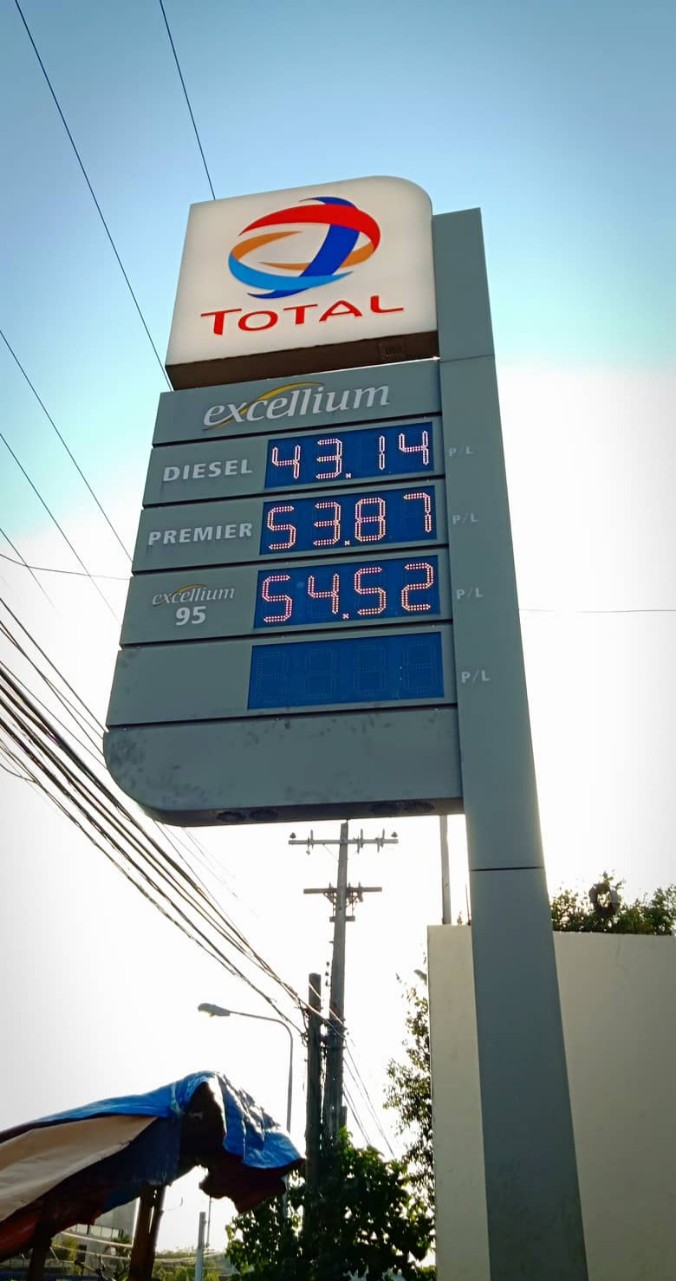 TOTAL
excellium
DIESEL 43.14 P/L
PREMIER 53.87 P/L
excellium 95 54.52 P/L
P/L